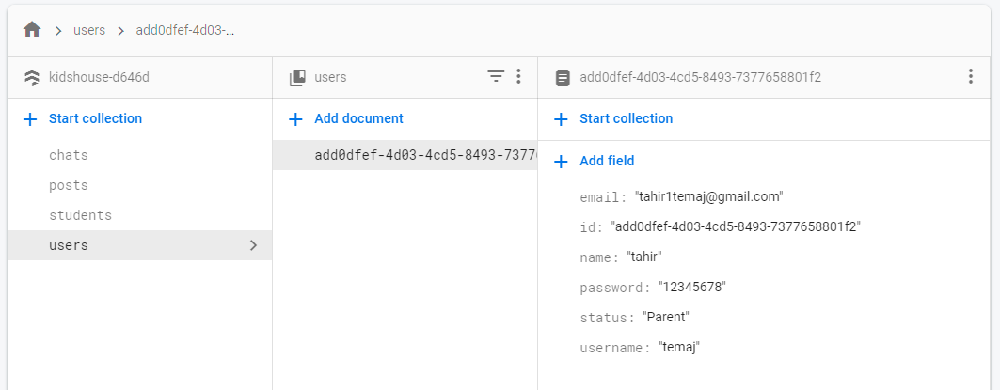 users add0dfef-4d03-...
kidshouse-d646d
Start collection
chats
posts
students
users
users
Add document
add0dfef-4d03-4cd5-8493-7377
add0dfef-4d03-4cd5-8493-7377658801f2
Start collection
Add field
email: "tahir1temaj@gmail.com"
id: "add0dfef-4d03-4cd5-8493-7377658801f2"
name: "tahir"
password: "12345678"
status: "Parent"
username: "temaj"